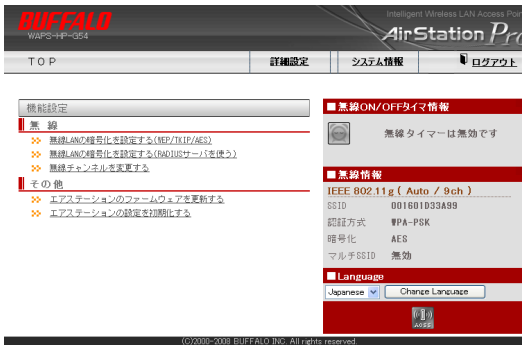 BUFFALO
WAPS-HP-G54
Intelligent Wireless LAN Access Poin
AirStation Pro
TOP
詳細設定
システム情報
ログアウト
機能設定
無 線
無線LANの暗号化を設定する(WEP/TKIP/AES)
無線LANの暗号化を設定する(RADIUSサーバを使う)
無線チャンネルを変更する
その他
エアステーションのファームウェアを更新する
エアステーションの設定を初期化する
■無線ON/OFFタイマ情報
無線タイマーは無効です
■無線情報
IEEE 802.11g ( Auto / 9ch )
SSID 001601D33A99
認証方式 WPA-PSK
暗号化 AES
マルチSSID 無効
■Language
Japanese Change Language
AOSS
(C)2000-2008 BUFFALO INC. All rights reserved.